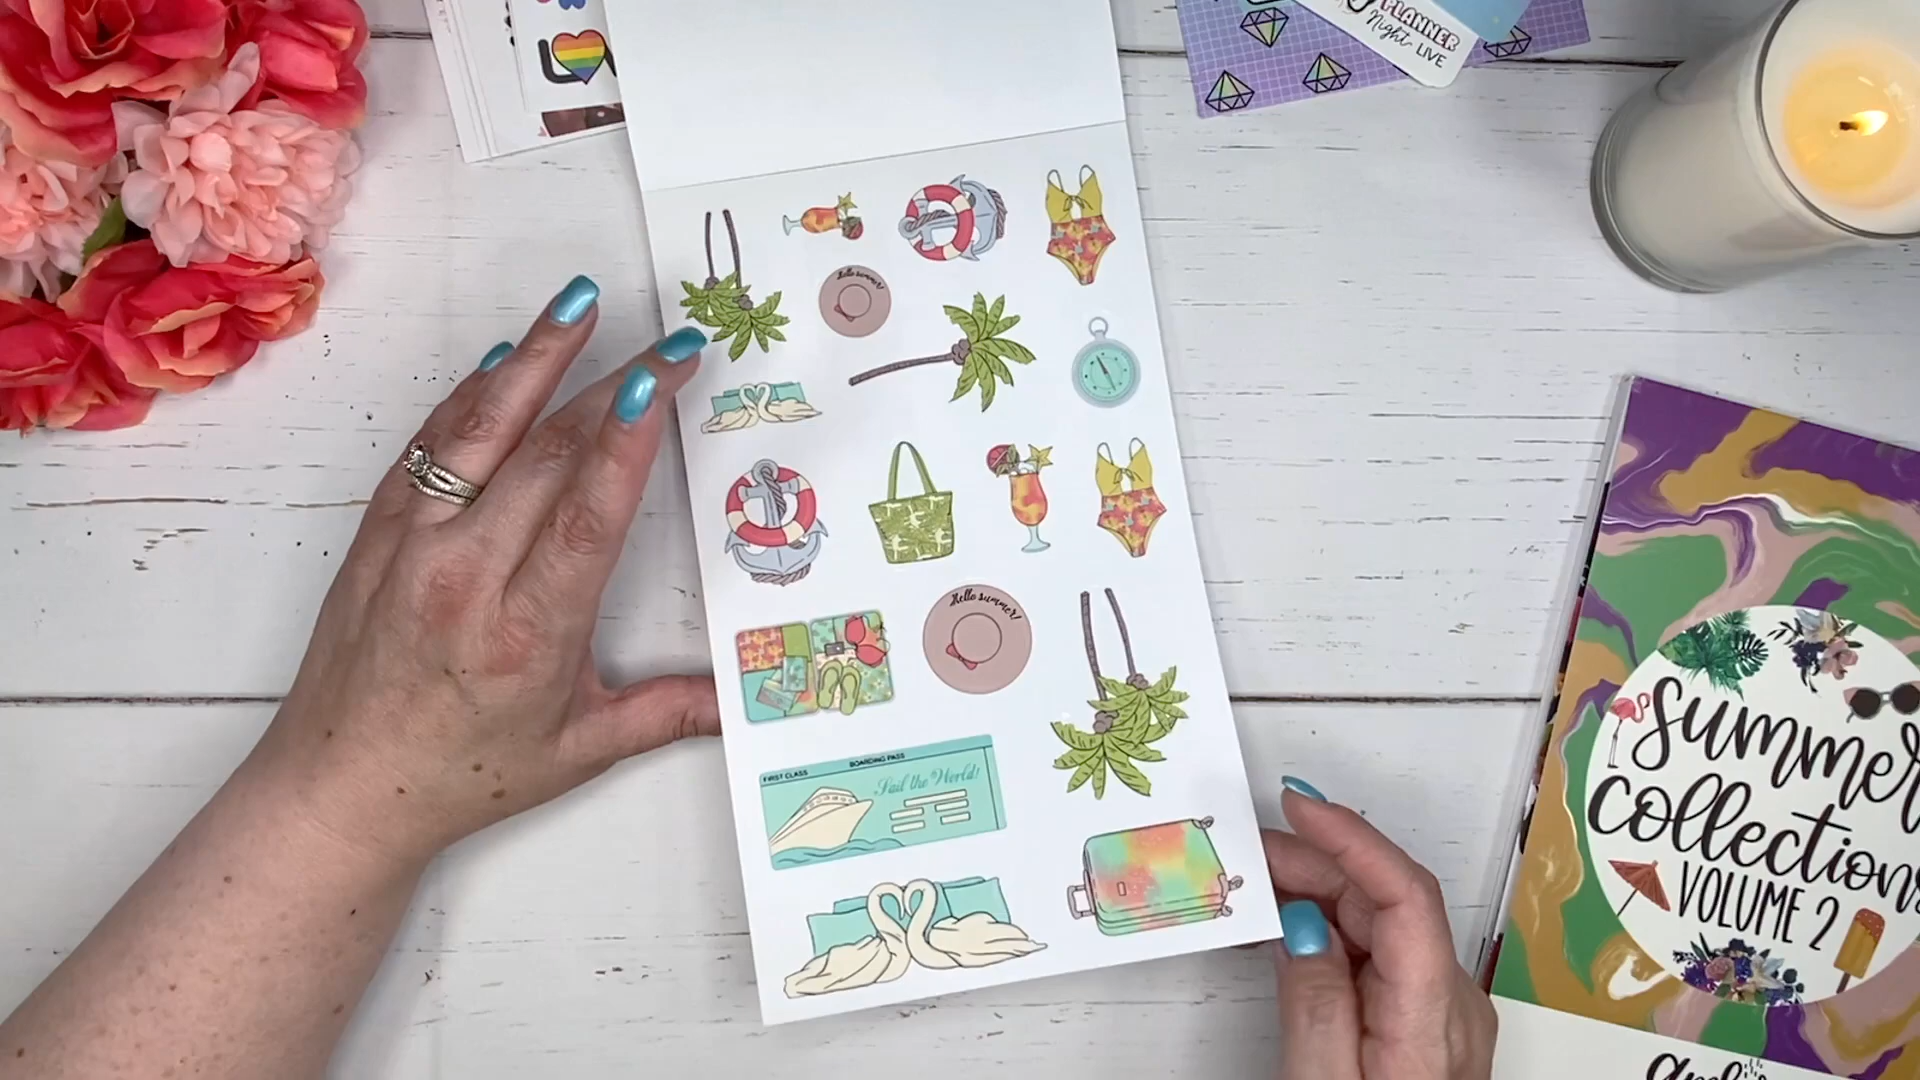 PLANNER
Night LIVE
Hello summer!
Hello summer!
FIRST CLASS BOARDING PASS
Sail the World!
Summer
Collections
VOLUME 2